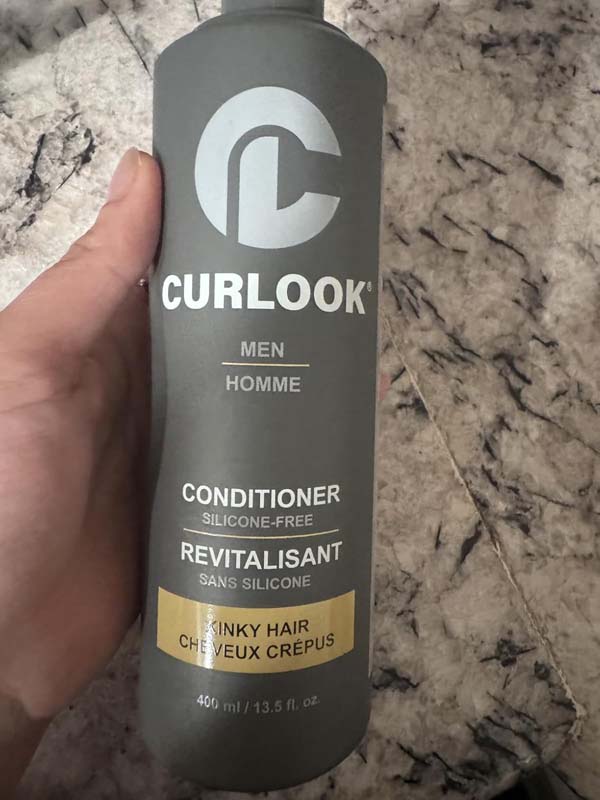 CURLOOK®
MEN
HOMME
CONDITIONER
SILICONE-FREE
REVITALISANT
SANS SILICONE
KINKY HAIR
CHEVEUX CRÉPUS
400 ml / 13.5 fl. oz.